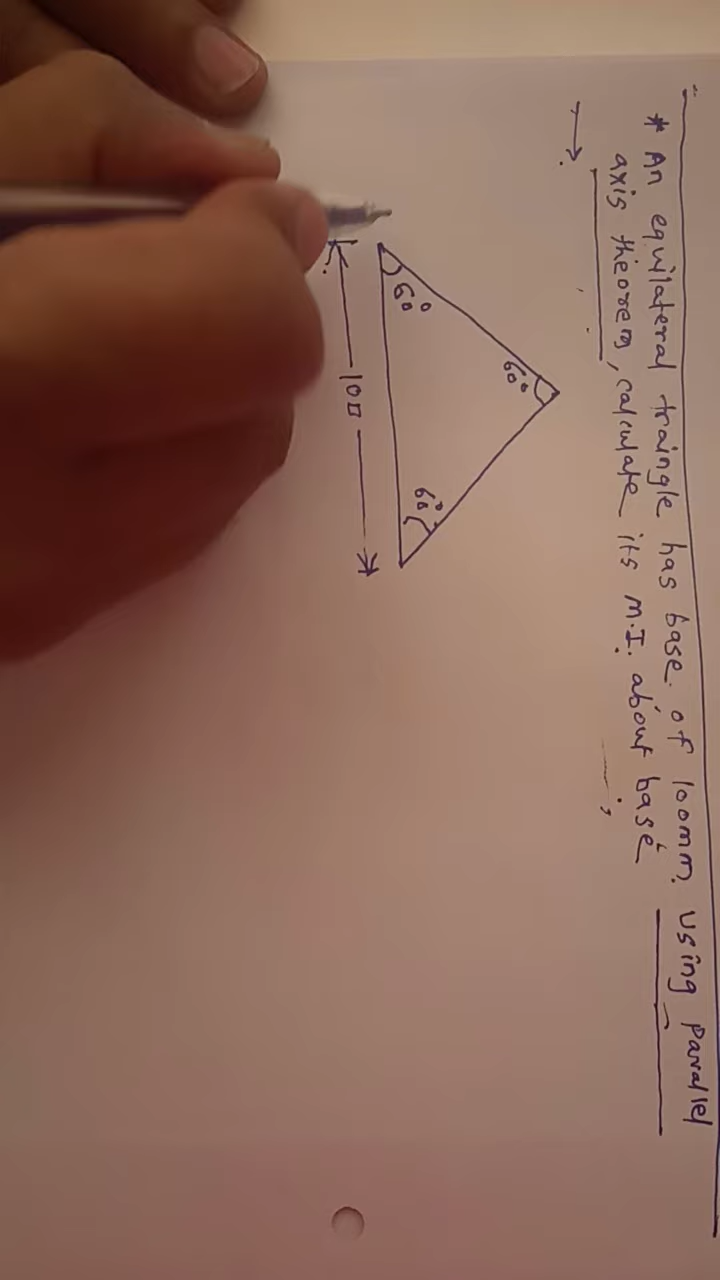 * An equilateral traingle has base of 100mm. Using parallel
axis theorem, calculate its M.I. about base
60°
60°
60°
100